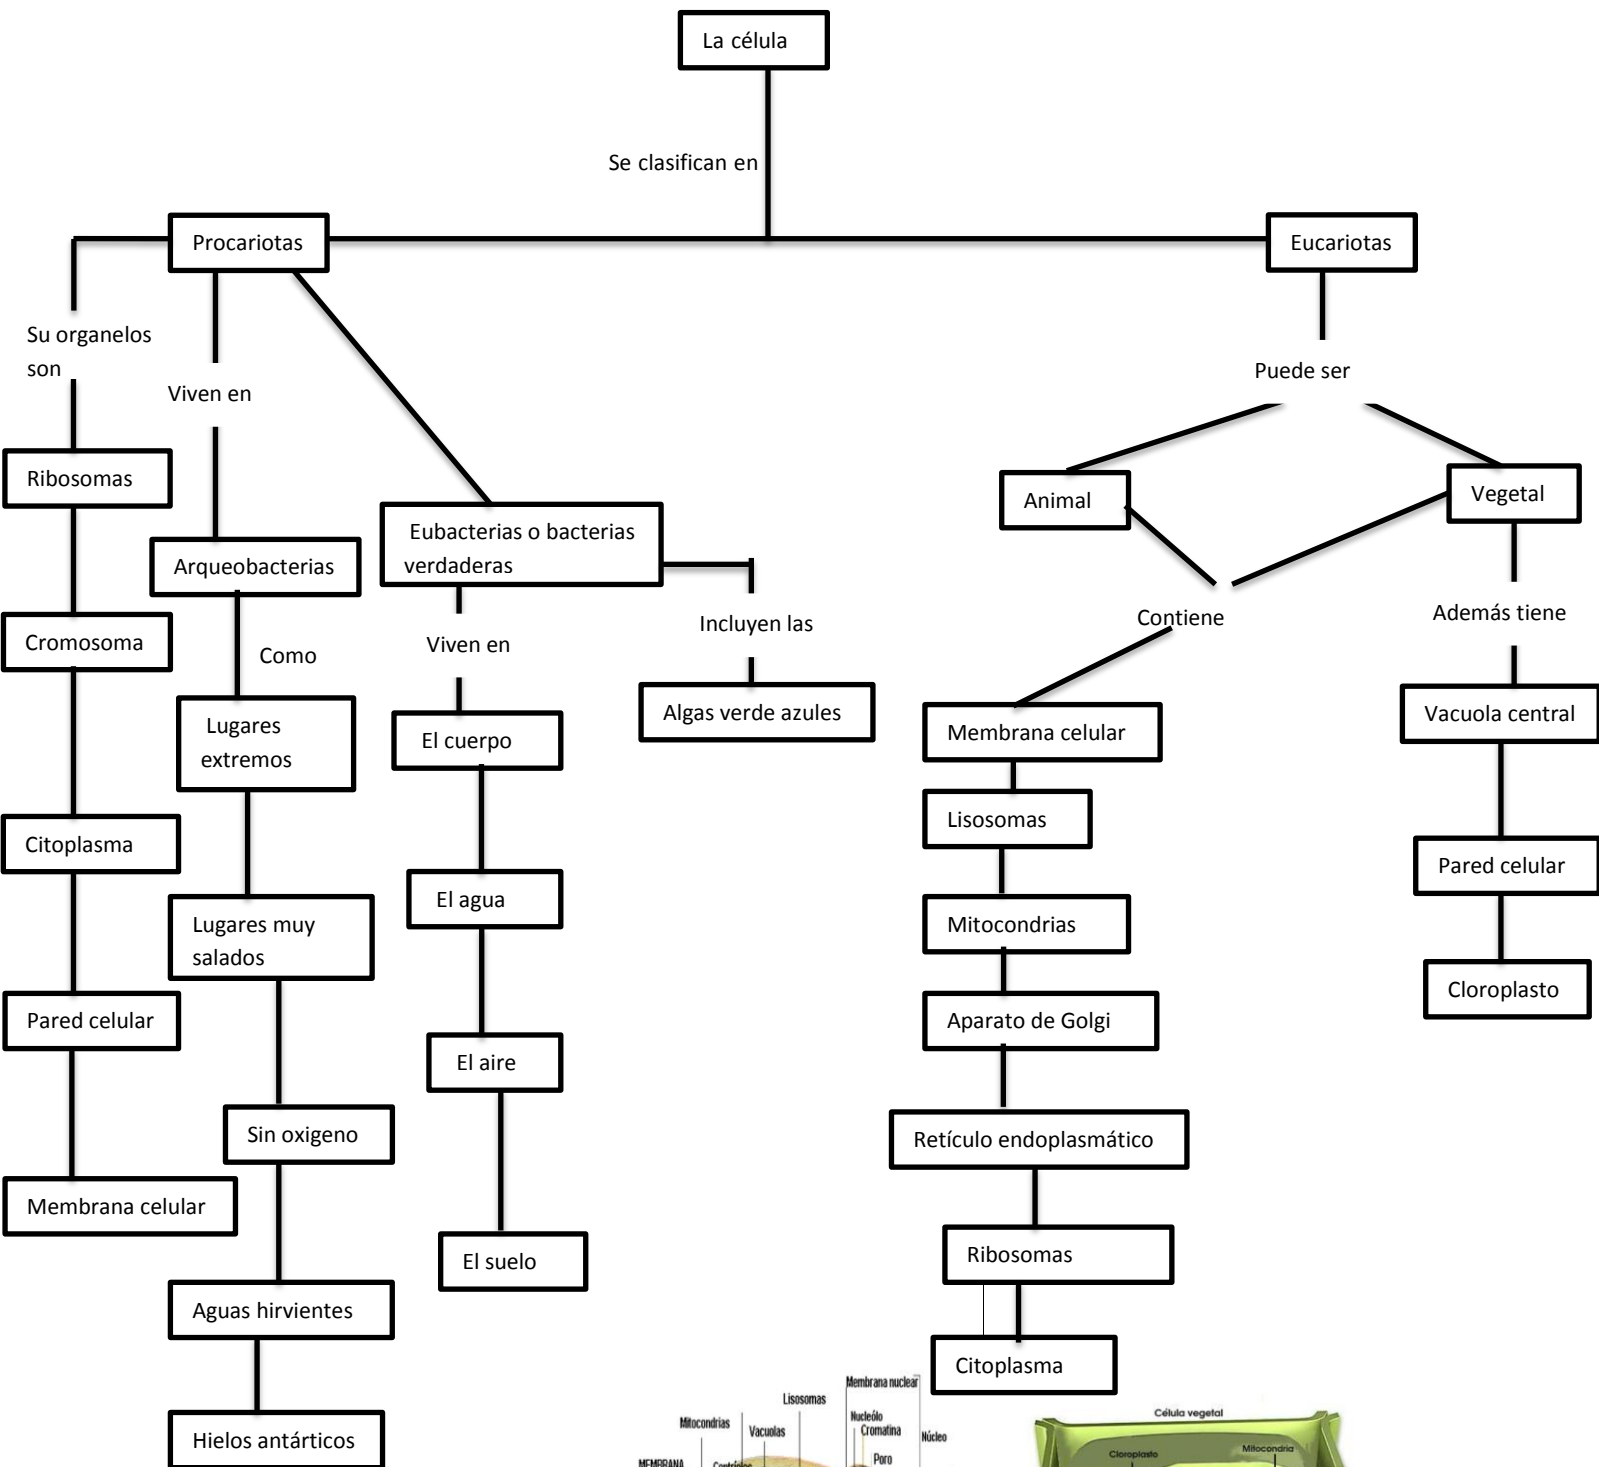 La célula
Se clasifican en
Procariotas
Eucariotas
Su organelos
son
Viven en
Puede ser
Ribosomas
Animal
Vegetal
Eubacterias o bacterias
verdaderas
Arqueobacterias
Cromosoma
Como
Viven en
Incluyen las
Contiene
Además tiene
Lugares
extremos
El cuerpo
Algas verde azules
Membrana celular
Vacuola central
Lisosomas
Citoplasma
El agua
Lugares muy
salados
Mitocondrias
Pared celular
Cloroplasto
Pared celular
El aire
Aparato de Golgi
Sin oxigeno
Retículo endoplasmático
Membrana celular
El suelo
Ribosomas
Aguas hirvientes
Citoplasma
Hielos antárticos
Membrana nuclear
Lisosomas
Mitocondrias
Vacuolas
Nucleólo
Cromatina
Núcleo
Poro
MEMBRANA
Centríolos
Célula vegetal
Cloroplasto
Mitocondria